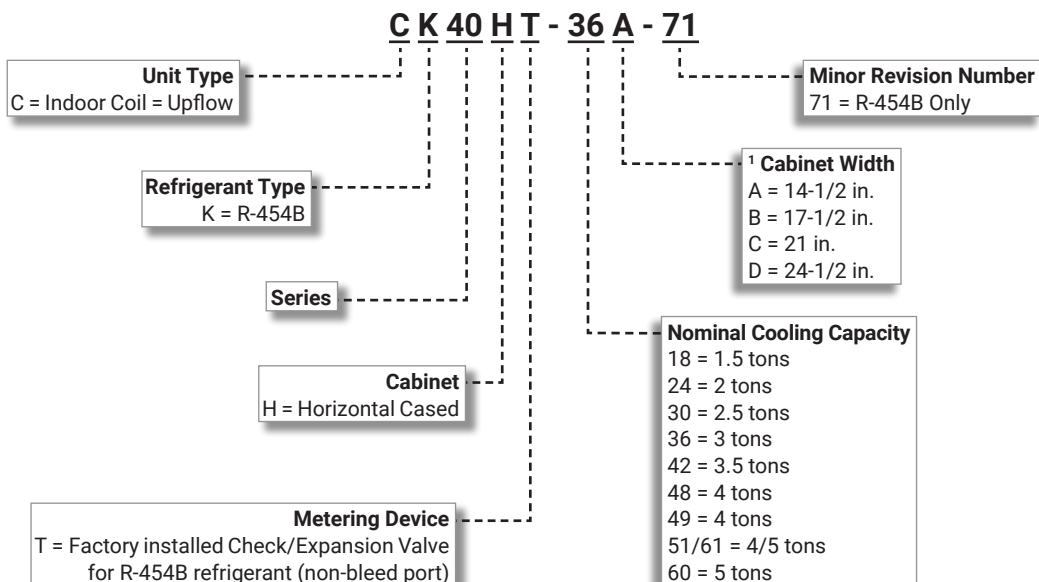 C K 40 H T - 36 A - 71
Unit Type
C = Indoor Coil = Upflow
Minor Revision Number
71 = R-454B Only
Refrigerant Type
K = R-454B
¹ Cabinet Width
A = 14-1/2 in.
B = 17-1/2 in.
C = 21 in.
D = 24-1/2 in.
Series
Cabinet
H = Horizontal Cased
Nominal Cooling Capacity
18 = 1.5 tons
24 = 2 tons
30 = 2.5 tons
36 = 3 tons
42 = 3.5 tons
48 = 4 tons
49 = 4 tons
51/61 = 4/5 tons
60 = 5 tons
Metering Device
T = Factory installed Check/Expansion Valve
for R-454B refrigerant (non-bleed port)